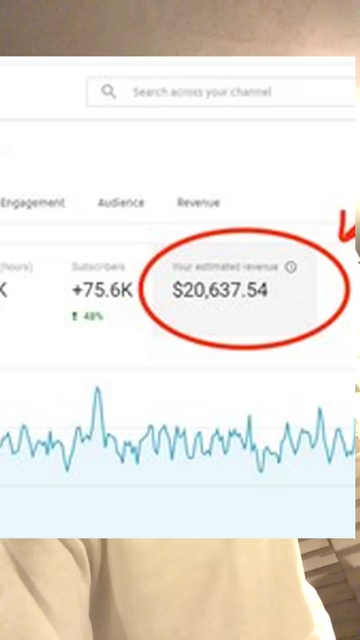 Search across your channel
Engagement Audience Revenue
(hours) Subscribers Your estimated revenue
K +75.6K $20,637.54
48%